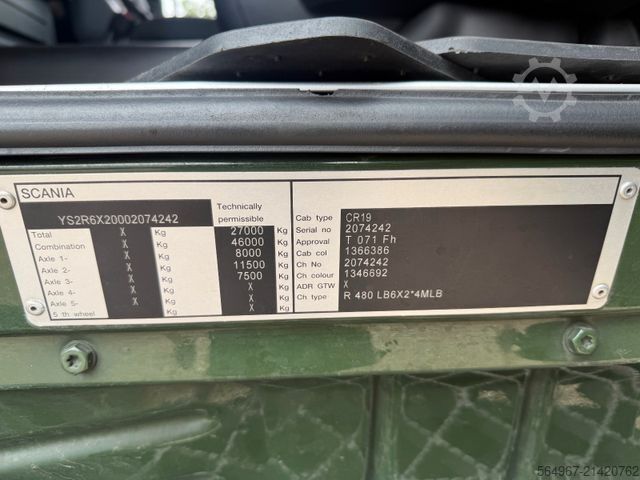 SCANIA
YS2R6X20002074242
Technically
permissible
Total X Kg 27000 Kg
Combination X Kg 46000 Kg
Axle 1- X Kg 8000 Kg
Axle 2- X Kg 11500 Kg
Axle 3- X Kg 7500 Kg
Axle 4- X Kg X Kg
Axle 5- X Kg X Kg
5 th wheel X Kg X Kg
Cab type CR19
Serial no 2074242
Approval T 071 Fh
Cab col 1366386
Ch No 2074242
Ch colour 1346692
ADR GTW X
Ch type R 480 LB6X2*4MLB
564967-21420762